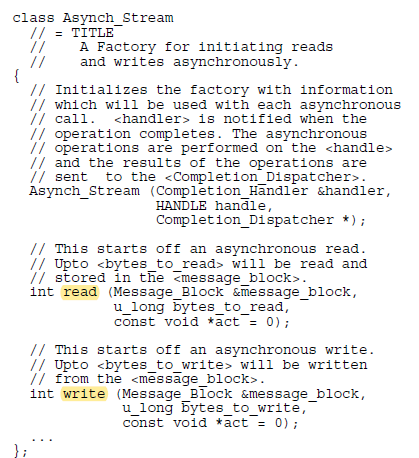 class Asynch_Stream
  // = TITLE
  //    A Factory for initiating reads
  //    and writes asynchronously.
{
  // Initializes the factory with information
  // which will be used with each asynchronous
  // call.  <handler> is notified when the
  // operation completes. The asynchronous
  // operations are performed on the <handle>
  // and the results of the operations are
  // sent  to the <Completion_Dispatcher>.
  Asynch_Stream (Completion_Handler &handler,
                 HANDLE handle,
                 Completion_Dispatcher *);

  // This starts off an asynchronous read.
  // Upto <bytes_to_read> will be read and
  // stored in the <message_block>.
  int read (Message_Block &message_block,
            u_long bytes_to_read,
            const void *act = 0);

  // This starts off an asynchronous write.
  // Upto <bytes_to_write> will be written
  // from the <message_block>.
  int write (Message_Block &message_block,
             u_long bytes_to_write,
             const void *act = 0);
  ...
};